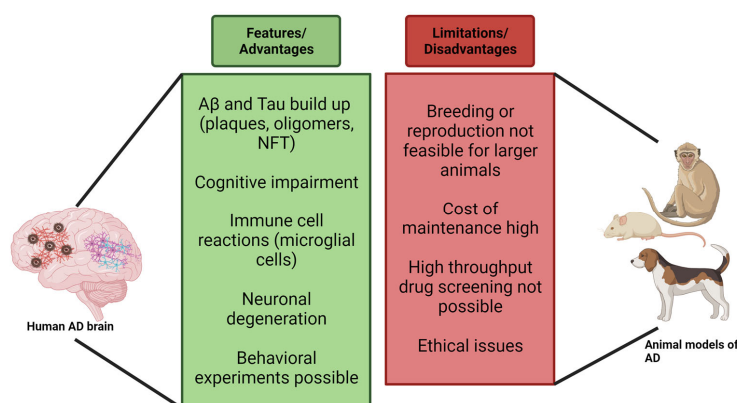 Features/
Advantages
Limitations/
Disadvantages
Aβ and Tau build up
(plaques, oligomers,
NFT)
Cognitive impairment
Immune cell
reactions (microglial
cells)
Neuronal
degeneration
Behavioral
experiments possible
Breeding or
reproduction not
feasible for larger
animals
Cost of
maintenance high
High throughput
drug screening not
possible
Ethical issues
Human AD brain
Animal models of
AD